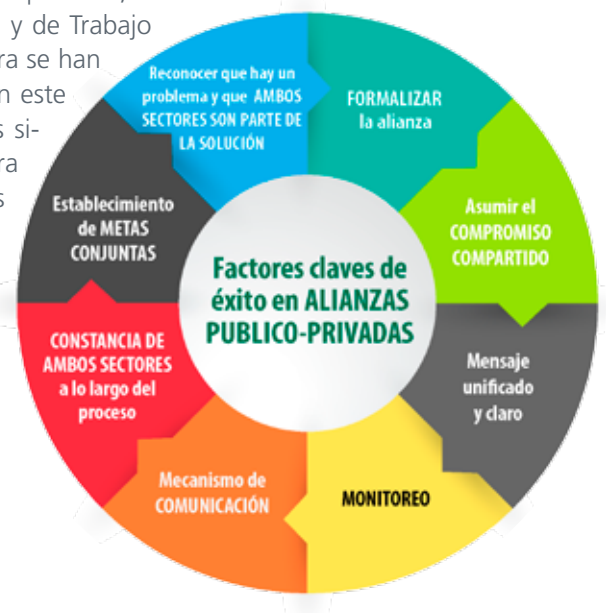 y de Trabajo
ra se han
n este
s si-
ra
s
Reconocer que hay un
problema y que AMBOS
SECTORES SON PARTE DE
LA SOLUCIÓN
FORMALIZAR
la alianza
Asumir el
COMPROMISO
COMPARTIDO
Mensaje
unificado
y claro
MONITOREO
Mecanismo de
COMUNICACIÓN
CONSTANCIA DE
AMBOS SECTORES
a lo largo del
proceso
Establecimiento
de METAS
CONJUNTAS
Factores claves de
éxito en ALIANZAS
PUBLICO-PRIVADAS